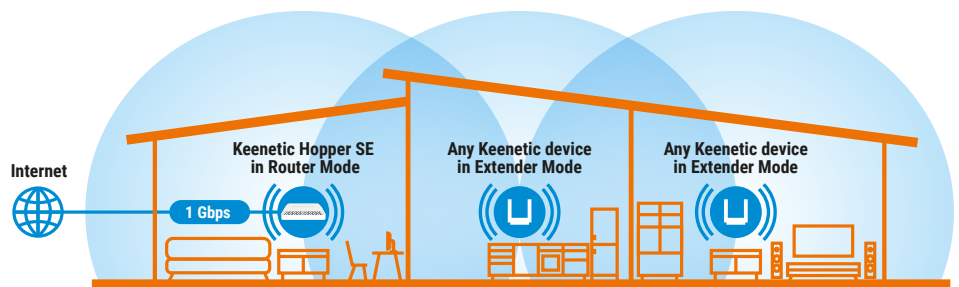 Internet
1 Gbps
Keenetic Hopper SE
in Router Mode
Any Keenetic device
in Extender Mode
Any Keenetic device
in Extender Mode